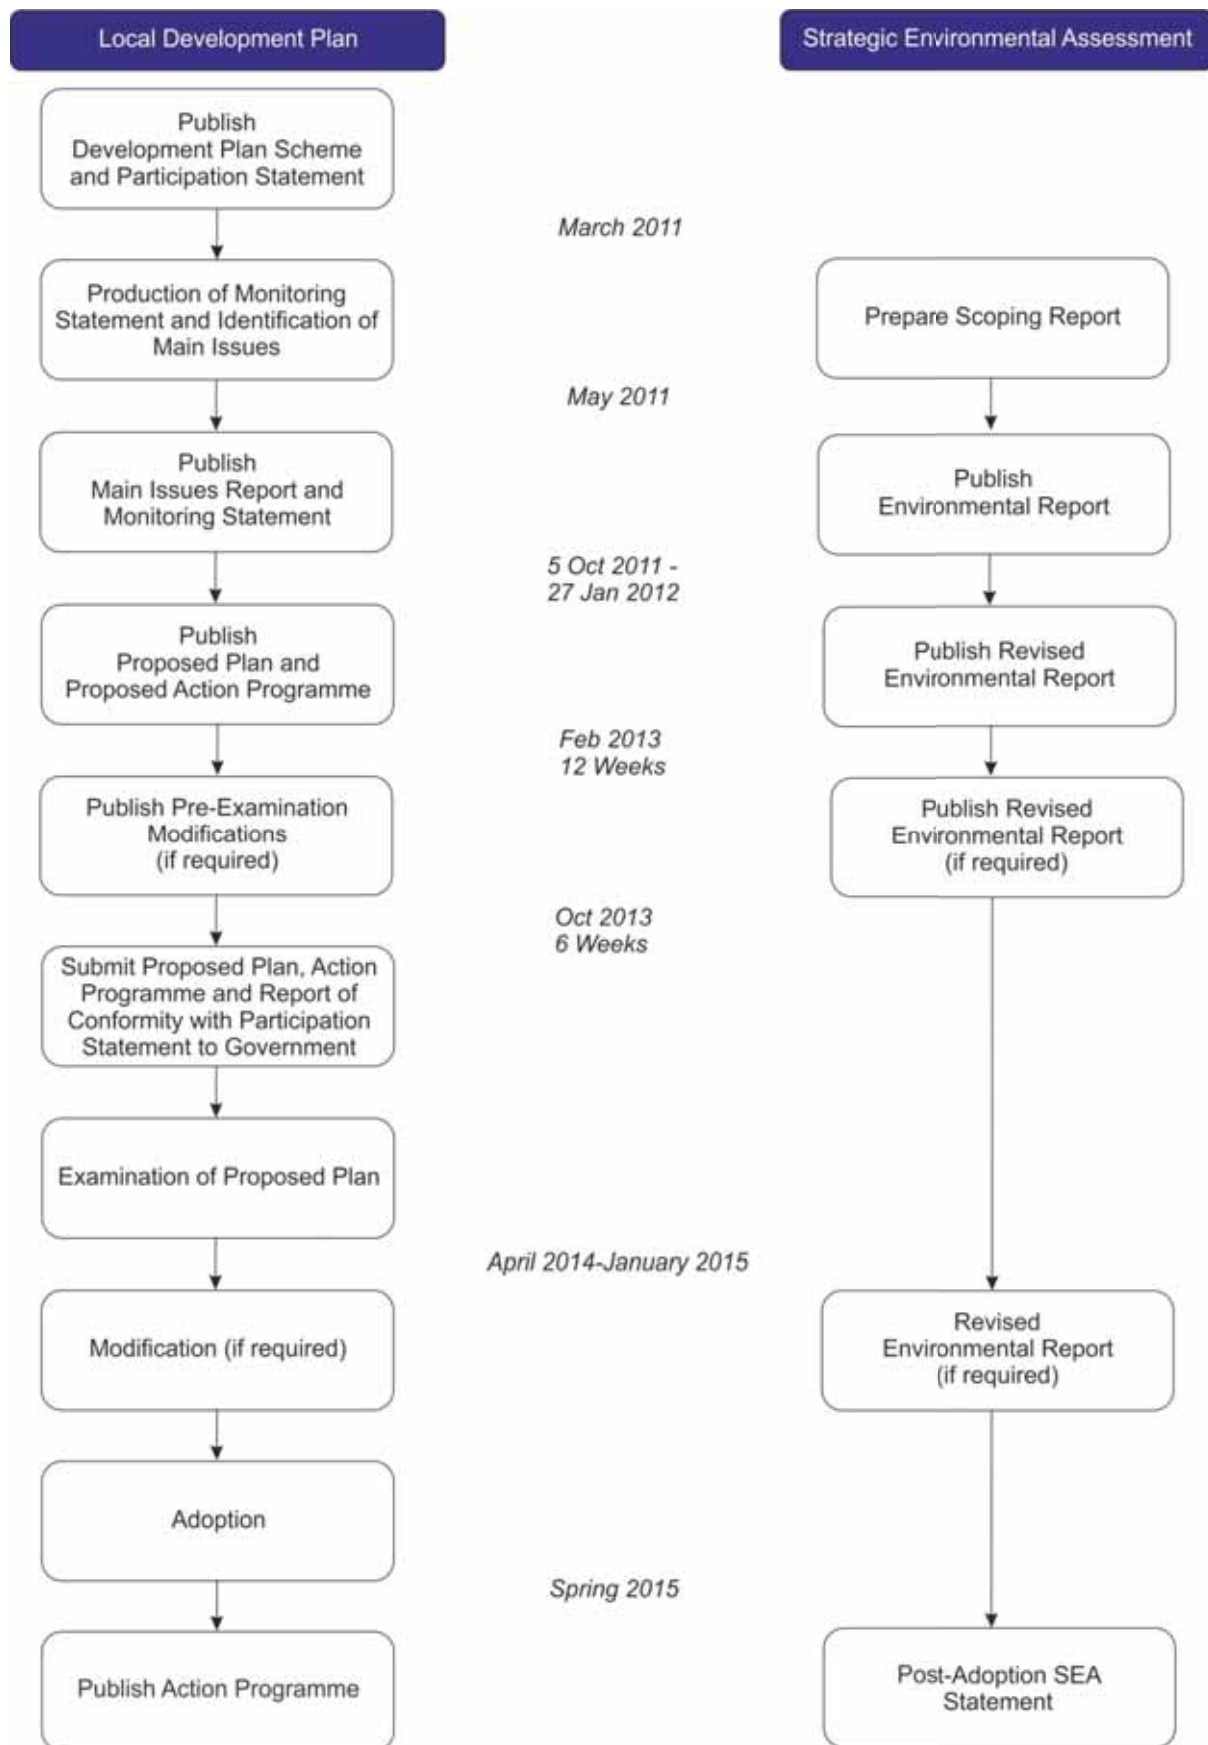 Local Development Plan
Strategic Environmental Assessment
Publish
Development Plan Scheme
and Participation Statement
March 2011
Production of Monitoring
Statement and Identification of
Main Issues
Prepare Scoping Report
May 2011
Publish
Main Issues Report and
Monitoring Statement
Publish
Environmental Report
5 Oct 2011 -
27 Jan 2012
Publish
Proposed Plan and
Proposed Action Programme
Publish Revised
Environmental Report
Feb 2013
12 Weeks
Publish Pre-Examination
Modifications
(if required)
Publish Revised
Environmental Report
(if required)
Oct 2013
6 Weeks
Submit Proposed Plan, Action
Programme and Report of
Conformity with Participation
Statement to Government
Examination of Proposed Plan
April 2014-January 2015
Modification (if required)
Revised
Environmental Report
(if required)
Adoption
Spring 2015
Publish Action Programme
Post-Adoption SEA
Statement